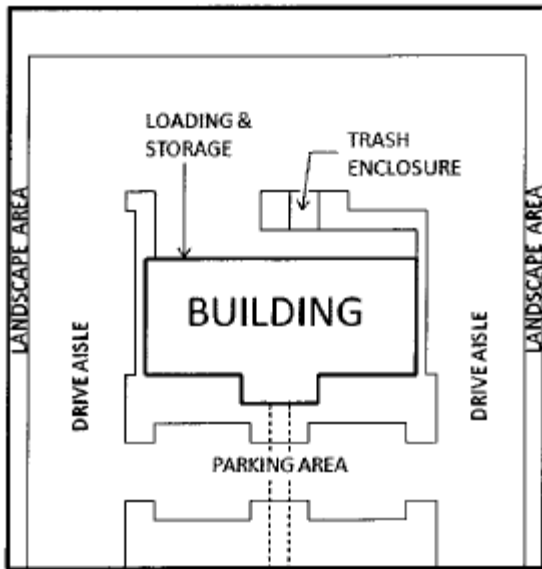 LOADING &
STORAGE
TRASH
ENCLOSURE
LANDSCAPE AREA
LANDSCAPE AREA
BUILDING
DRIVE AISLE
DRIVE AISLE
PARKING AREA